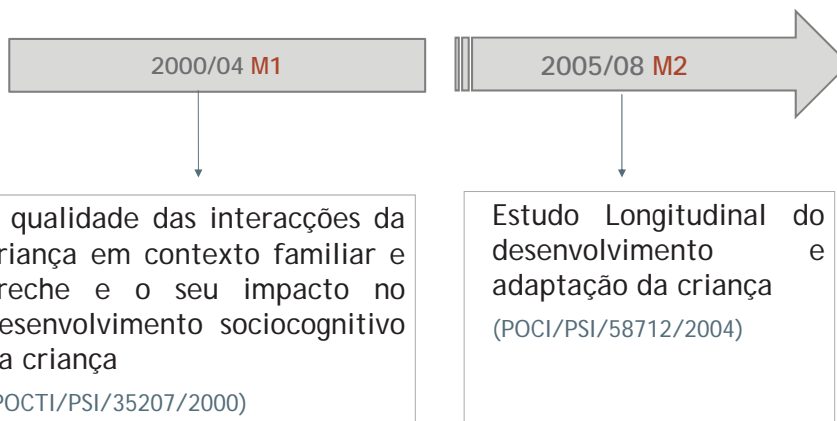 2000/04 M1
2005/08 M2
qualidade das interacções da
riança em contexto familiar e
reche e o seu impacto no
esenvolvimento sociocognitivo
a criança
POCTI/PSI/35207/2000)
Estudo Longitudinal do
desenvolvimento e
adaptação da criança
(POCI/PSI/58712/2004)